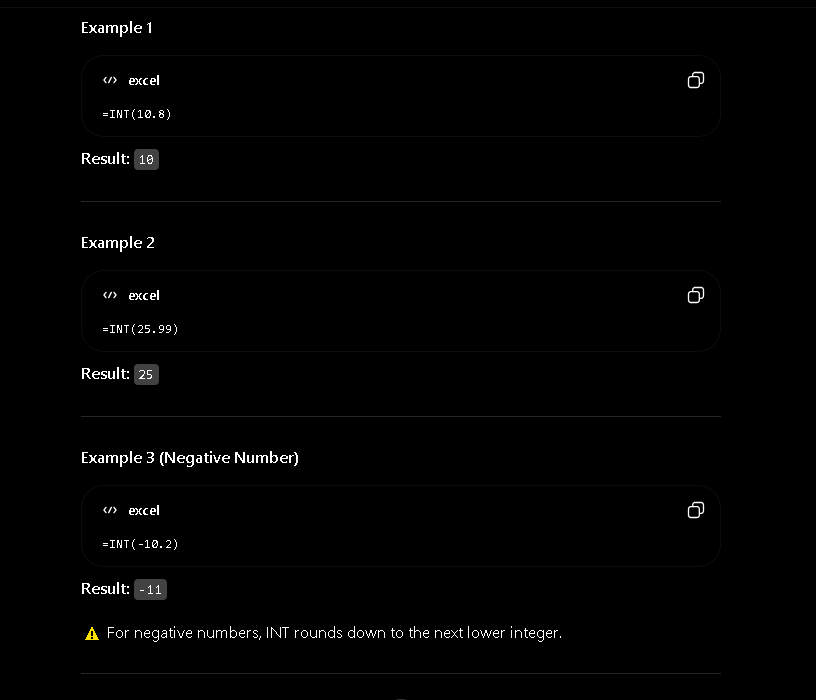 Example 1
excel
=INT(10.8)
Result: 10
Example 2
excel
=INT(25.99)
Result: 25
Example 3 (Negative Number)
excel
=INT(-10.2)
Result: -11
⚠ For negative numbers, INT rounds down to the next lower integer.